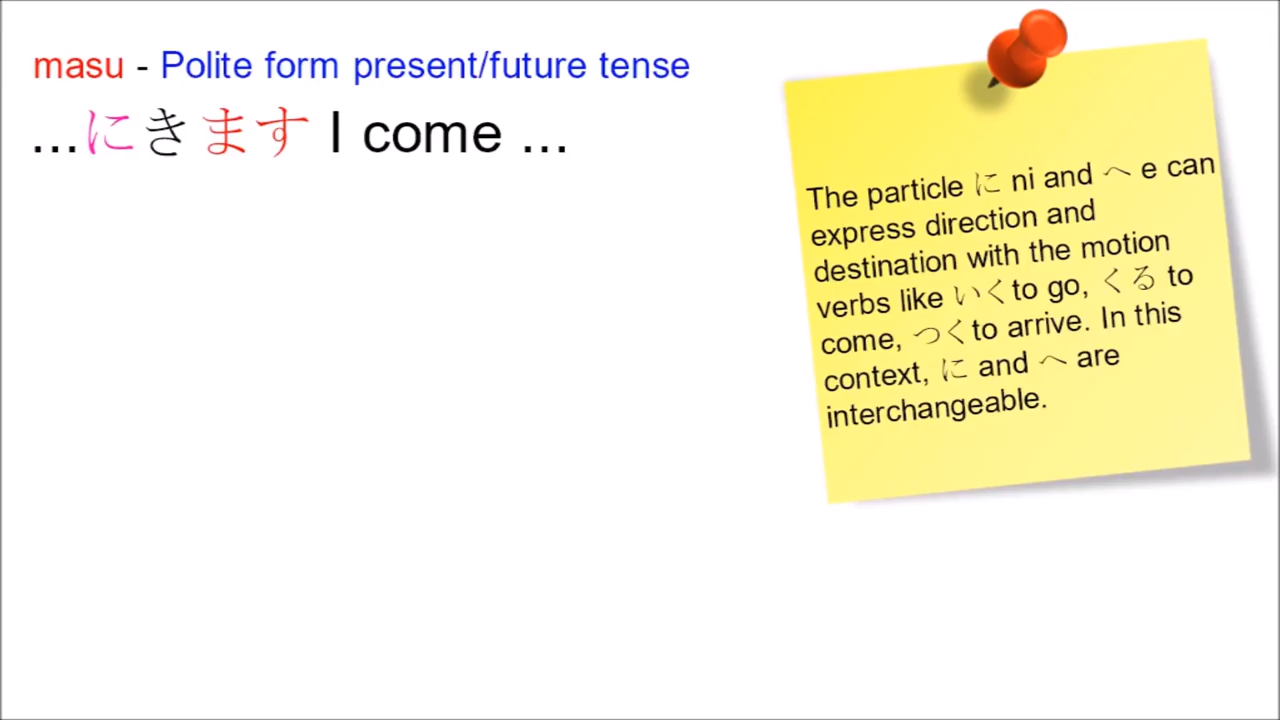 masu - Polite form present/future tense
...にきます I come ...
The particle に ni and へ e can
express direction and
destination with the motion
verbs like いく to go, くる to
come, つく to arrive. In this
context, に and へ are
interchangeable.